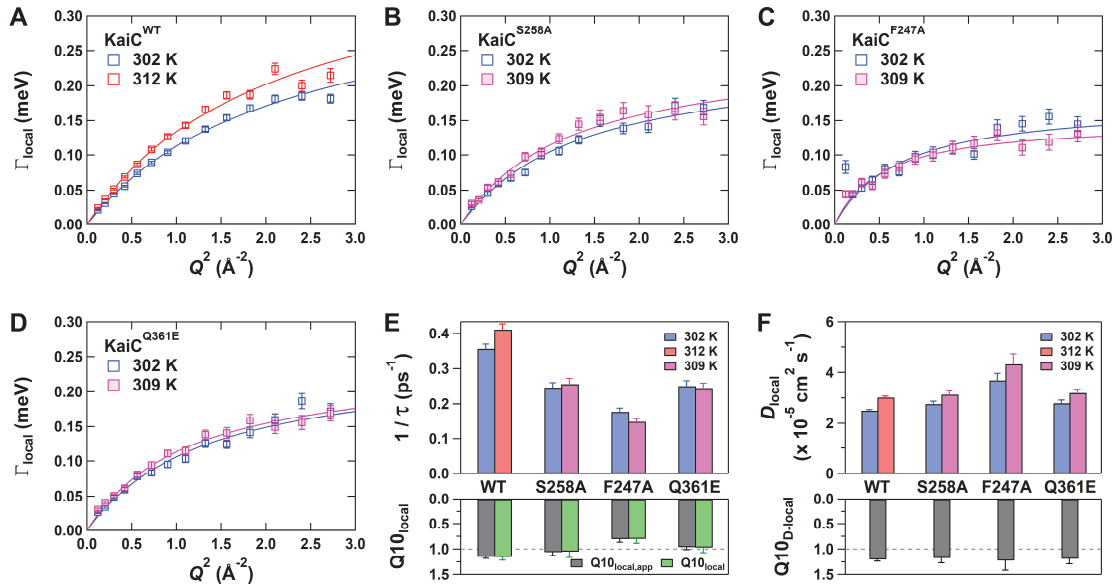 A
KaiC^WT
302 K
312 K
Γlocal (meV)
0.30
0.25
0.20
0.15
0.10
0.05
0.00
0.0 0.5 1.0 1.5 2.0 2.5 3.0
Q² (Å⁻²)
B
KaiC^S258A
302 K
309 K
Γlocal (meV)
0.30
0.25
0.20
0.15
0.10
0.05
0.00
0.0 0.5 1.0 1.5 2.0 2.5 3.0
Q² (Å⁻²)
C
KaiC^F247A
302 K
309 K
Γlocal (meV)
0.30
0.25
0.20
0.15
0.10
0.05
0.00
0.0 0.5 1.0 1.5 2.0 2.5 3.0
Q² (Å⁻²)
D
KaiC^Q361E
302 K
309 K
Γlocal (meV)
0.30
0.25
0.20
0.15
0.10
0.05
0.00
0.0 0.5 1.0 1.5 2.0 2.5 3.0
Q² (Å⁻²)
E
302 K
312 K
309 K
1 / τ (ps⁻¹)
0.4
0.3
0.2
0.1
0
WT S258A F247A Q361E
Q10local
0.0
0.5
1.0
1.5
Q10local,app Q10local
F
302 K
312 K
309 K
Dlocal
(x 10⁻⁵ cm² s⁻¹)
6
4
2
0
WT S258A F247A Q361E
Q10D-local
0.0
0.5
1.0
1.5